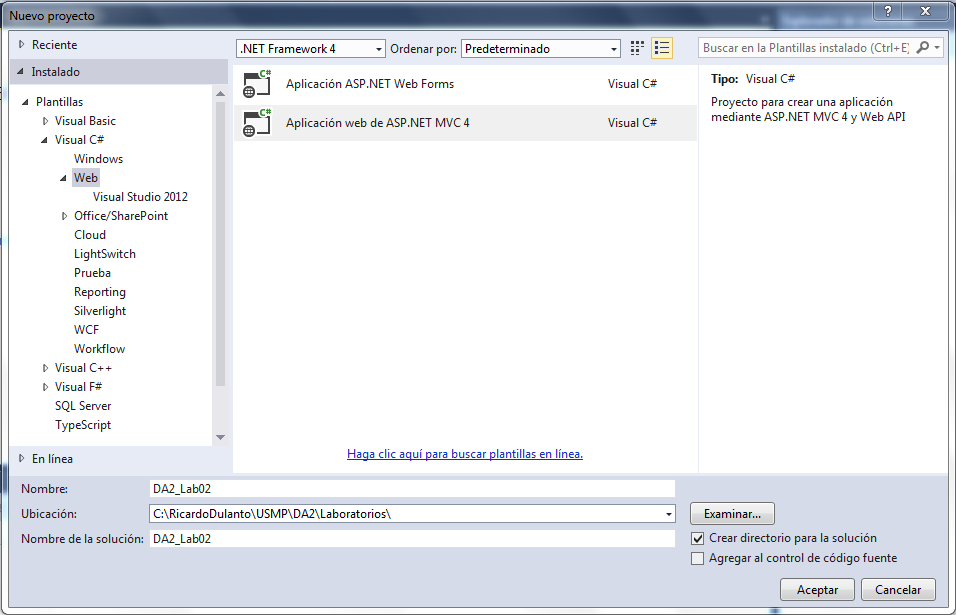 Nuevo proyecto
?
Reciente
.NET Framework 4
Ordenar por:
Predeterminado
Buscar en la Plantillas instalado (Ctrl+E)
Instalado
Plantillas
Visual Basic
Visual C#
Windows
Web
Visual Studio 2012
Office/SharePoint
Cloud
LightSwitch
Prueba
Reporting
Silverlight
WCF
Workflow
Visual C++
Visual F#
SQL Server
TypeScript
En línea
C# Aplicación ASP.NET Web Forms Visual C#
C# Aplicación web de ASP.NET MVC 4 Visual C#
Haga clic aquí para buscar plantillas en línea.
Tipo: Visual C#
Proyecto para crear una aplicación
mediante ASP.NET MVC 4 y Web API
Nombre: DA2_Lab02
Ubicación: C:\RicardoDulanto\USMP\DA2\Laboratorios\
Examinar...
Nombre de la solución: DA2_Lab02
Crear directorio para la solución
Agregar al control de código fuente
Aceptar
Cancelar